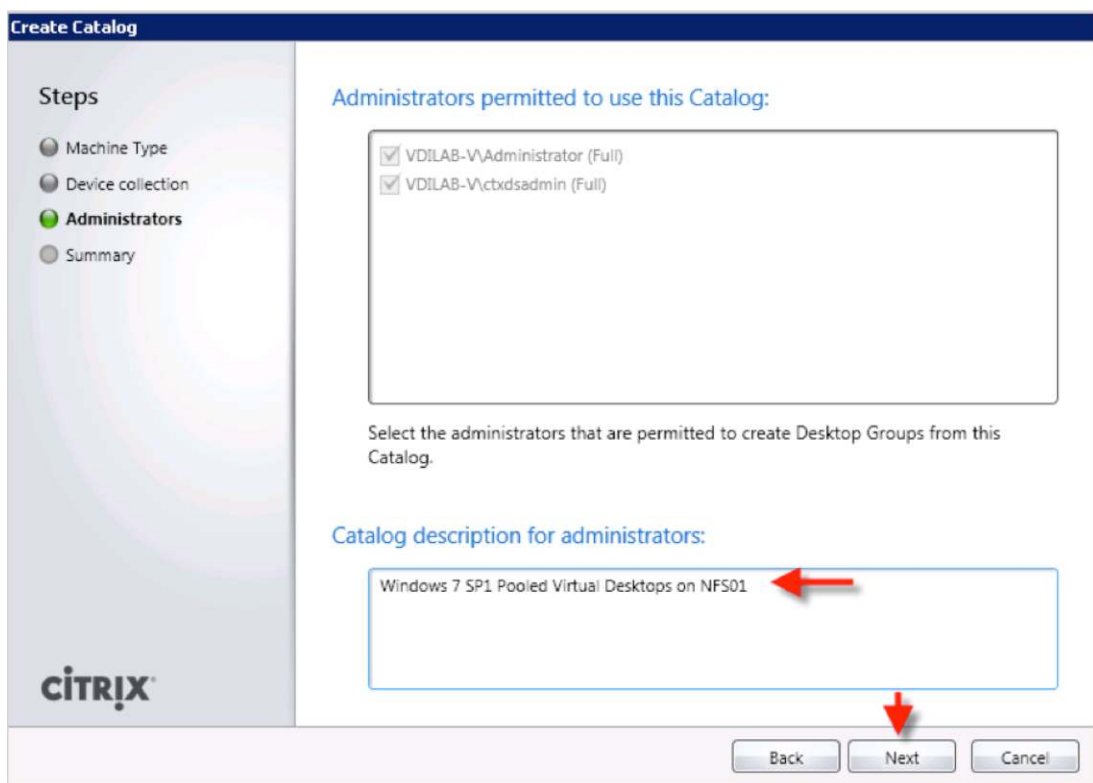 Create Catalog
Steps
Machine Type
Device collection
Administrators
Summary
CİTRIX
Administrators permitted to use this Catalog:
VDILAB-V\Administrator (Full)
VDILAB-V\ctxdsadmin (Full)
Select the administrators that are permitted to create Desktop Groups from this
Catalog.
Catalog description for administrators:
Windows 7 SP1 Pooled Virtual Desktops on NFS01
Back Next Cancel